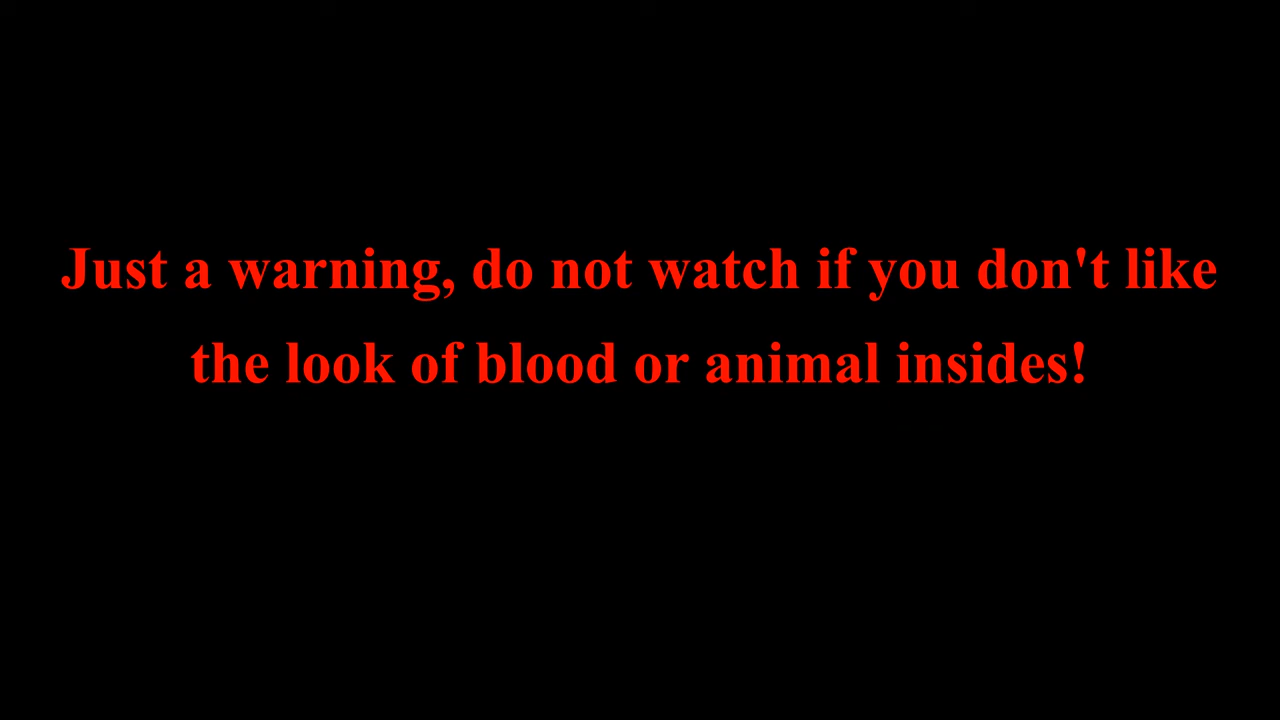 Just a warning, do not watch if you don't like
the look of blood or animal insides!